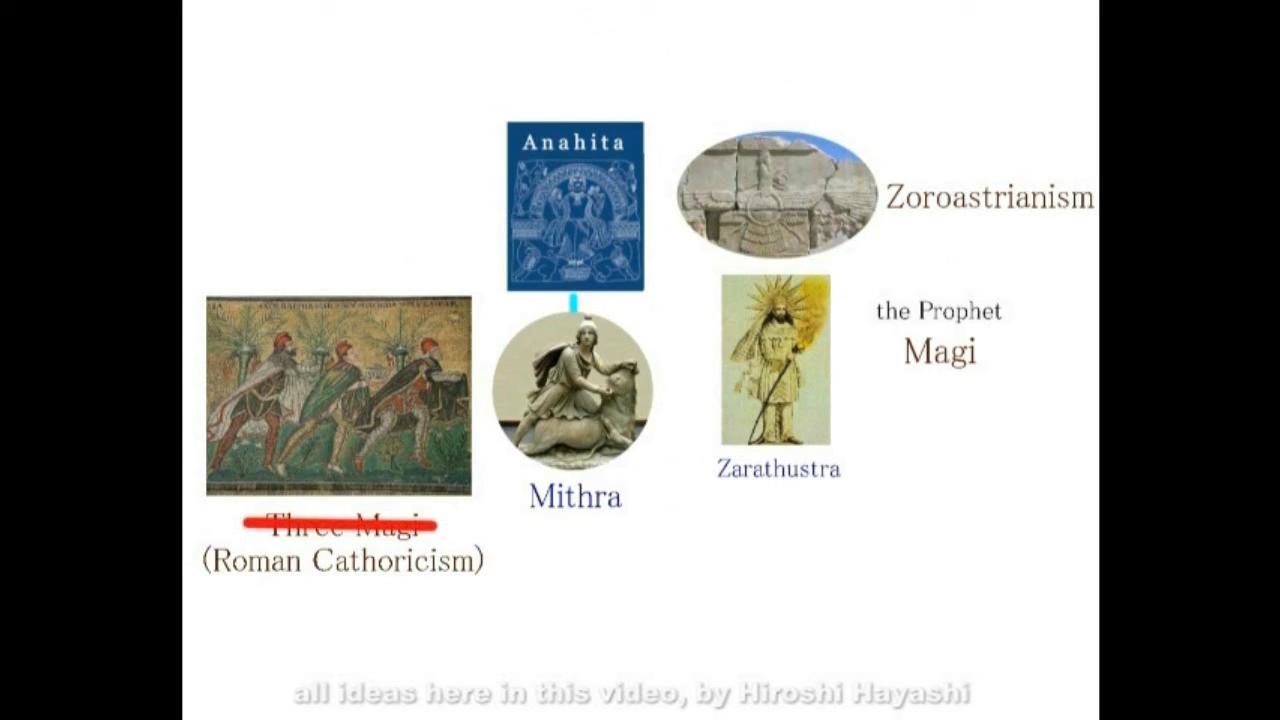 Anahita
Zoroastrianism
the Prophet
Magi
Zarathustra
Mithra
Three Magi
(Roman Cathoricism)
all ideas here in this video, by Hiroshi Hayashi